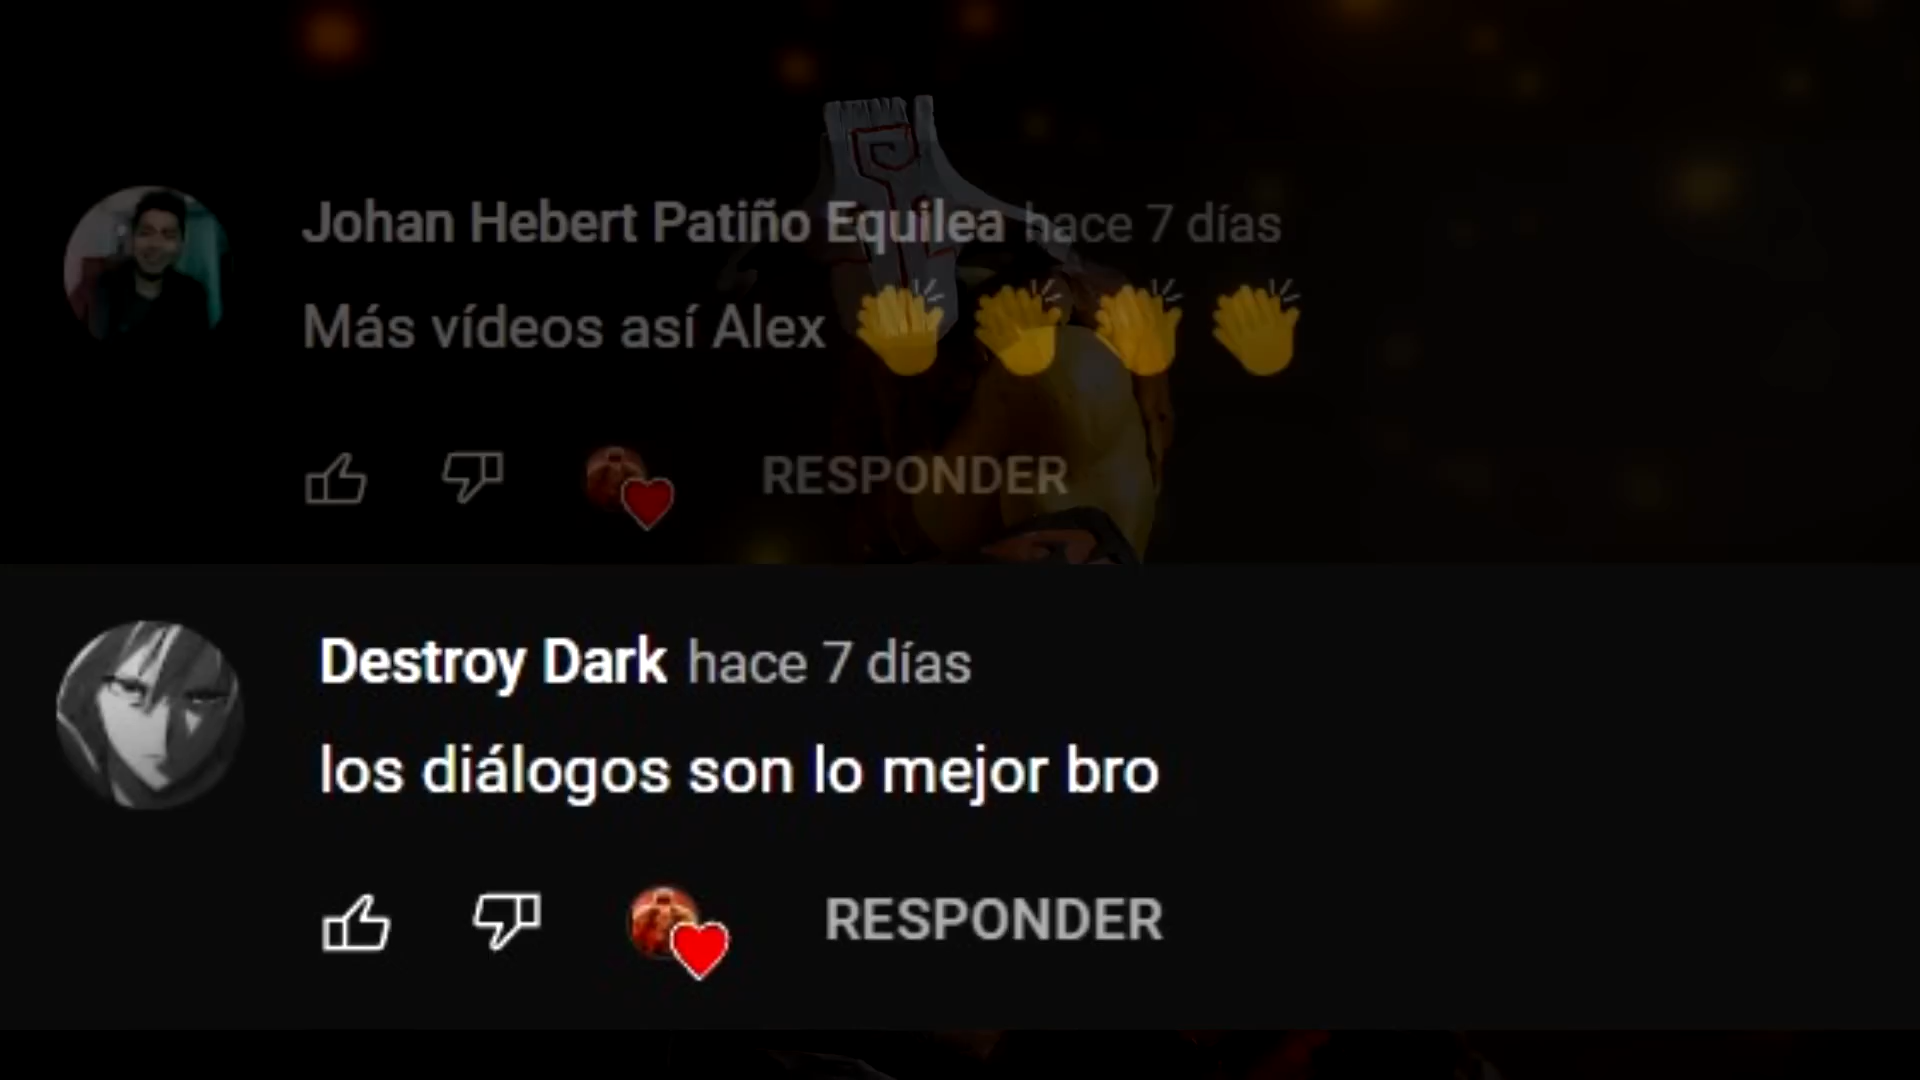 Johan Hebert Patiño Equilea hace 7 días
Más vídeos así Alex 👏 👏 👏 👏
RESPONDER
Destroy Dark hace 7 días
los diálogos son lo mejor bro
RESPONDER